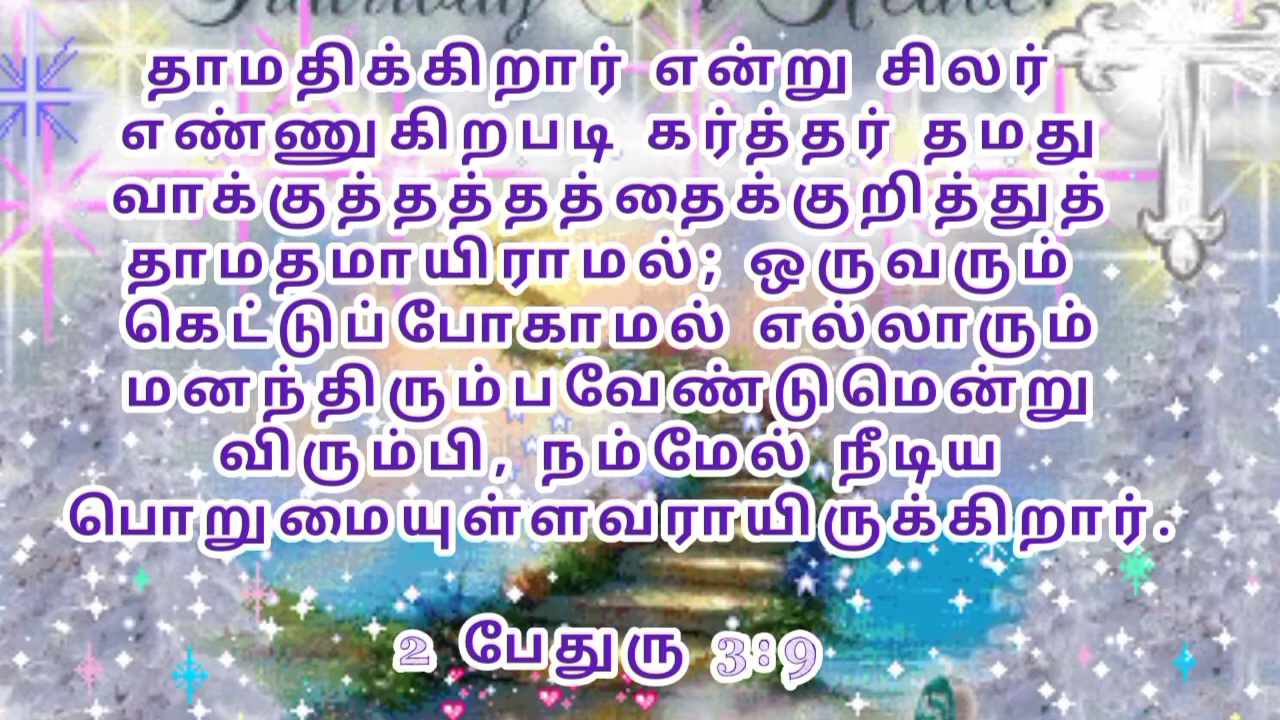 தாமதிக்கிறார் என்று சிலர்
எண்ணுகிறபடி கர்த்தர் தமது
வாக்குத்தத்தத்தைக்குறித்துத்
தாமதமாயிராமல்; ஒருவரும்
கெட்டுப்போகாமல் எல்லாரும்
மனந்திரும்பவேண்டுமென்று
விரும்பி, நம்மேல் நீடிய
பொறுமையுள்ளவராயிருக்கிறார்.
2 பேதுரு 3:9